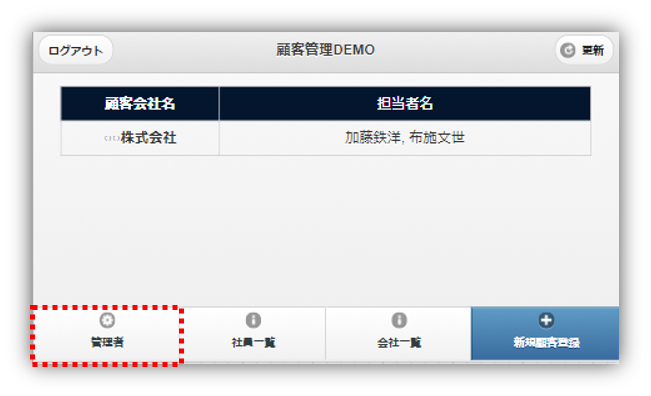 ログアウト
顧客管理DEMO
更新
顧客会社名
担当者名
株式会社
加藤鉄洋, 布施文世
管理者
社員一覧
会社一覧
新規顧客登録